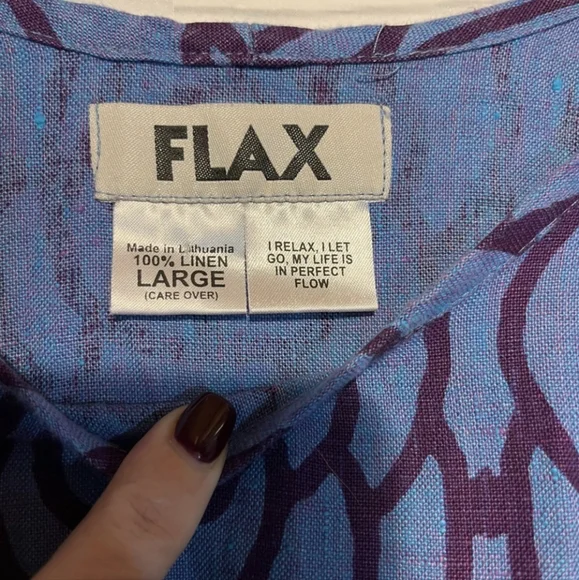 FLAX
Made in Lithuania
100% LINEN
LARGE
(CARE OVER)
I RELAX, I LET
GO, MY LIFE IS
IN PERFECT
FLOW